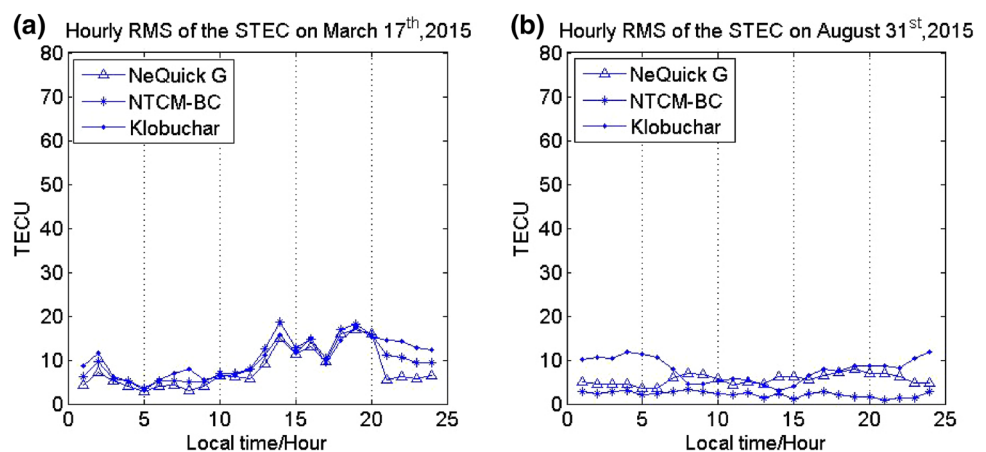 (a) Hourly RMS of the STEC on March 17th,2015
80
70
60
50
40
30
20
10
0
TECU
NeQuick G
NTCM-BC
Klobuchar
0 5 10 15 20 25
Local time/Hour
(b) Hourly RMS of the STEC on August 31st,2015
80
70
60
50
40
30
20
10
0
TECU
NeQuick G
NTCM-BC
Klobuchar
0 5 10 15 20 25
Local time/Hour